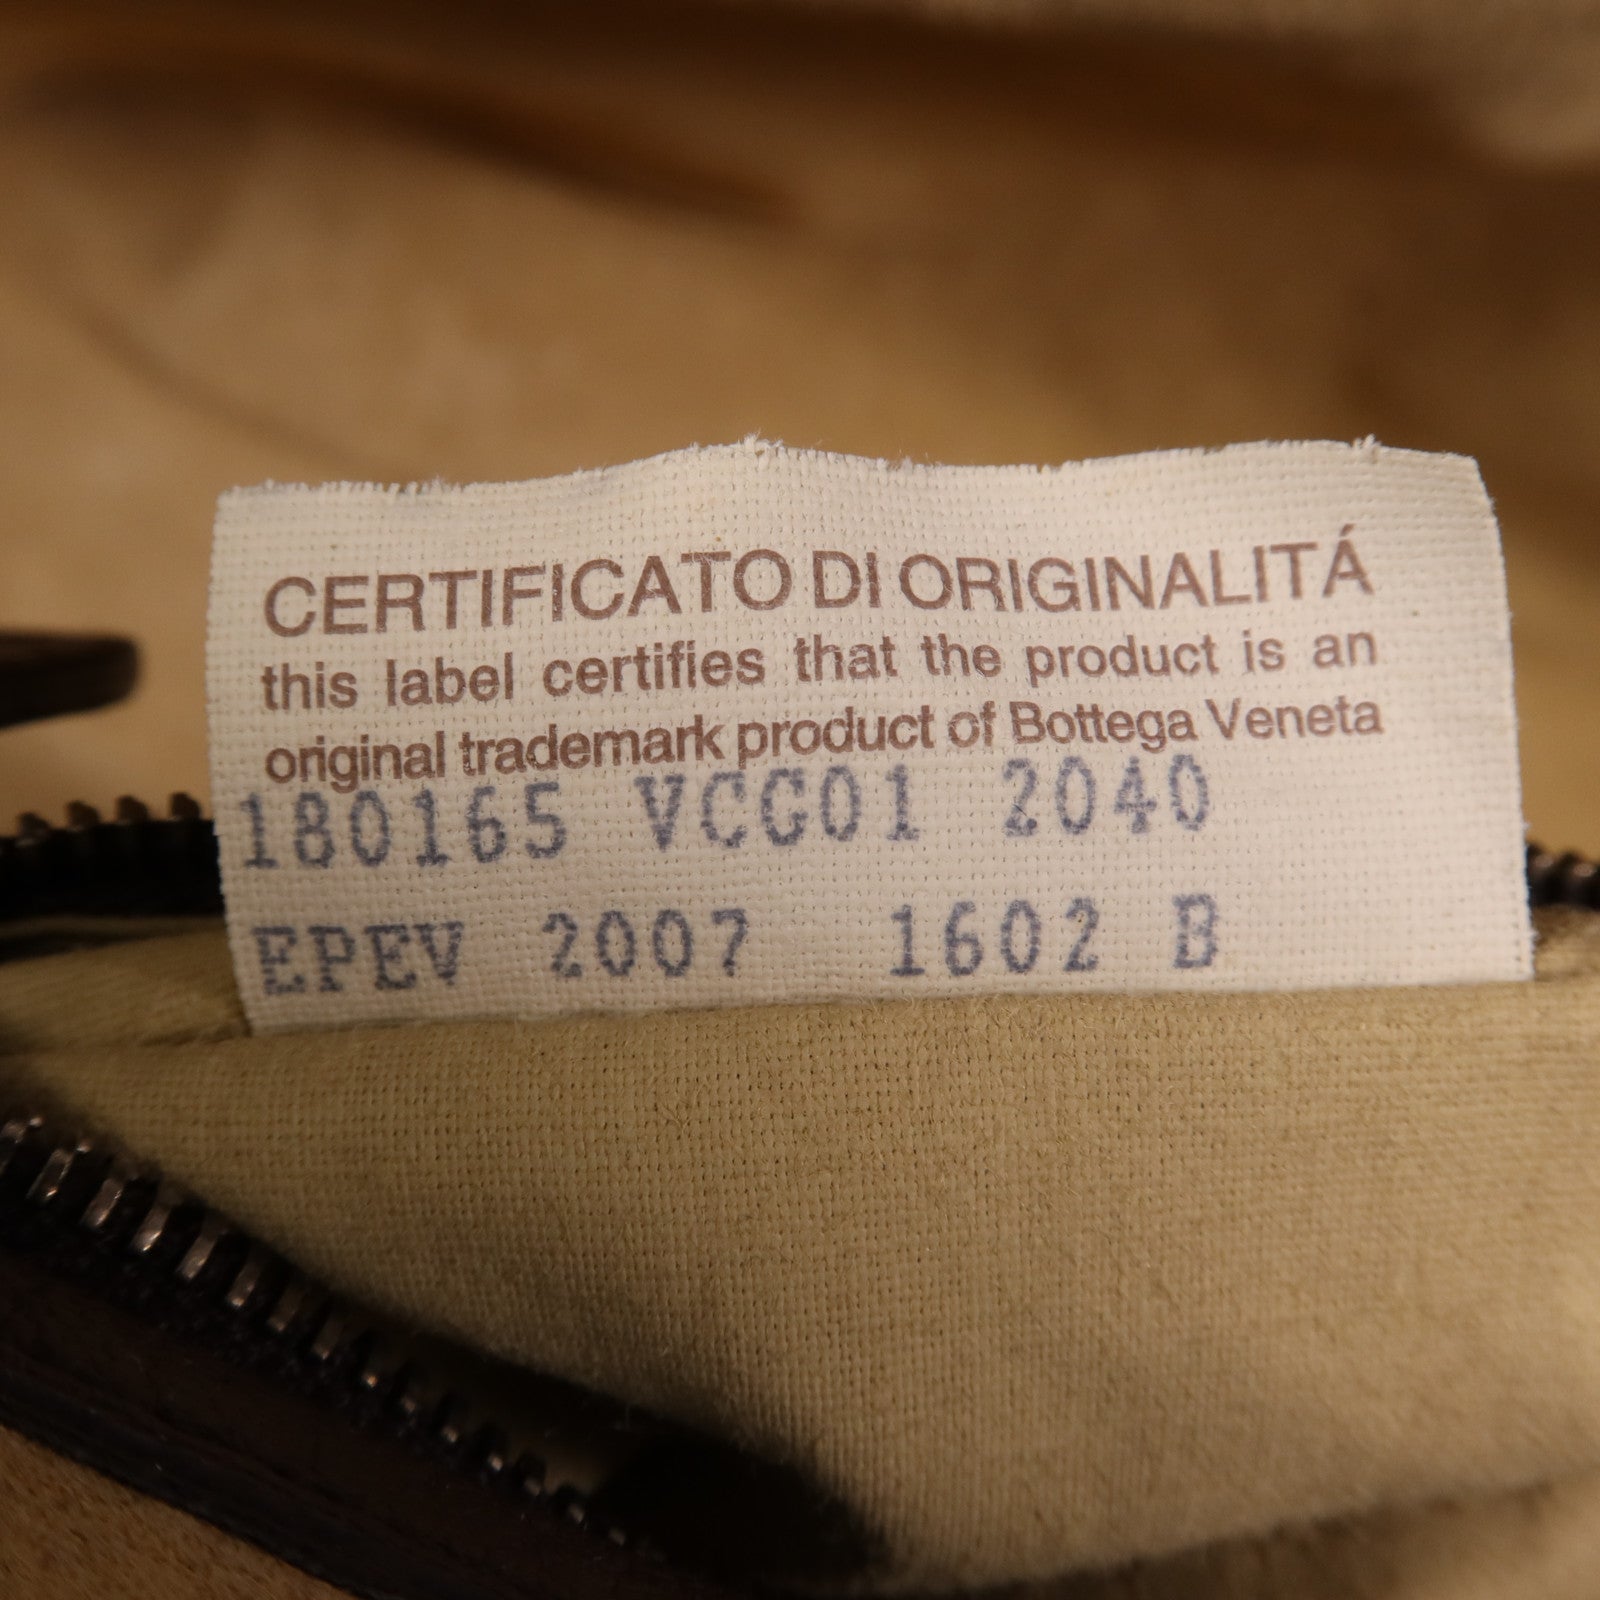 CERTIFICATO DI ORIGINALITÁ
this label certifies that the product is an
original trademark product of Bottega Veneta
180165 VCG01 2040
EPEV 2007 1602 B